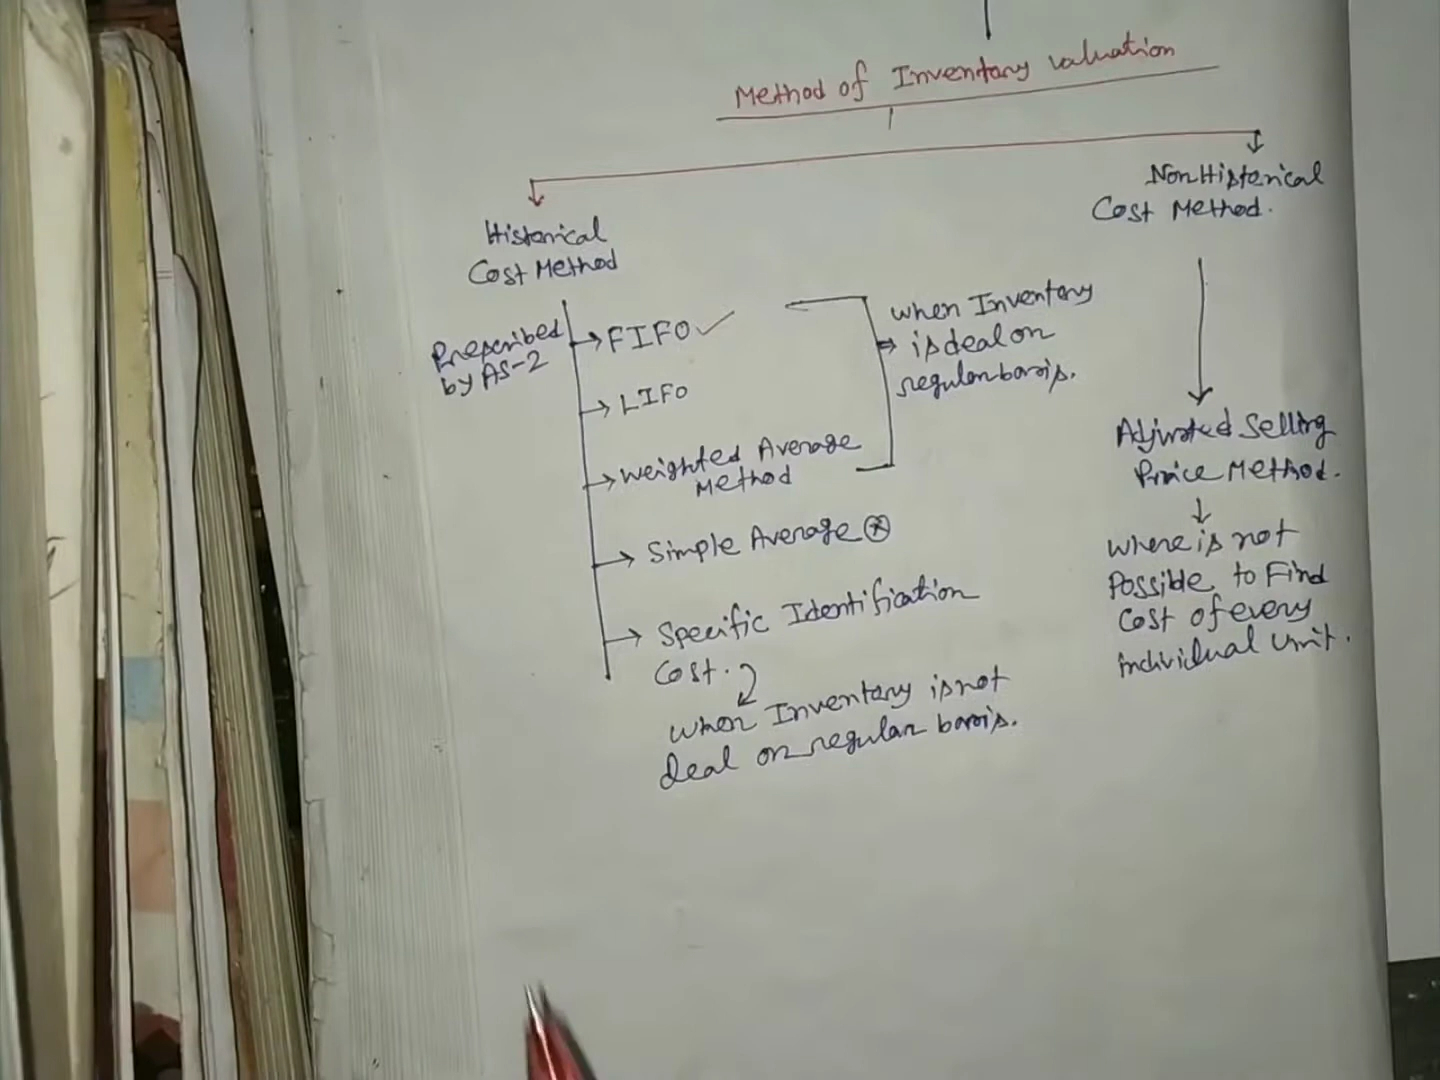 Method of Inventory valuation
Historical
Cost Method
Prescribed
by AS-2
FIFO ✓
LIFO
Weighted Average
Method
when Inventory
is deal on
regular basis.
Simple Average
Specific Identification
Cost.
when Inventory is not
deal on regular basis.
Non Historical
Cost Method.
Adjusted Selling
Price Method.
Where is not
Possible to Find
Cost of every
individual Unit.